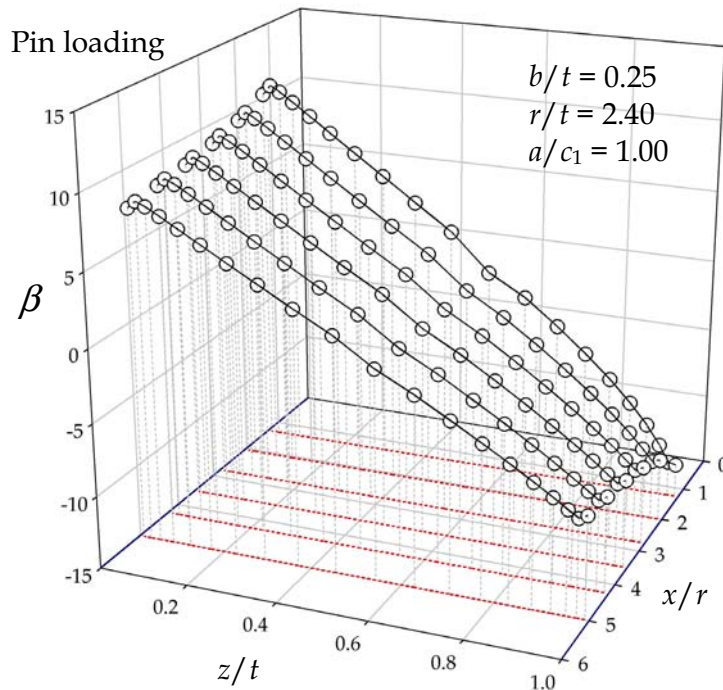 Pin loading
b/t = 0.25
r/t = 2.40
a/c₁ = 1.00
15
10
5
0
-5
-10
-15
β
0.2
0.4
0.6
0.8
1.0
z/t
0
1
2
3
4
5
6
x/r